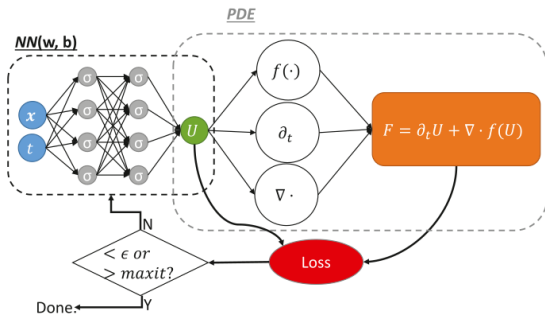 PDE
NN(w, b)
x
t
σ σ
σ σ
σ σ
σ σ
U
f(·)
∂ₜ
∇ ·
F = ∂ₜU + ∇ · f(U)
N
< ϵ or
> maxit?
Loss
Y
Done.